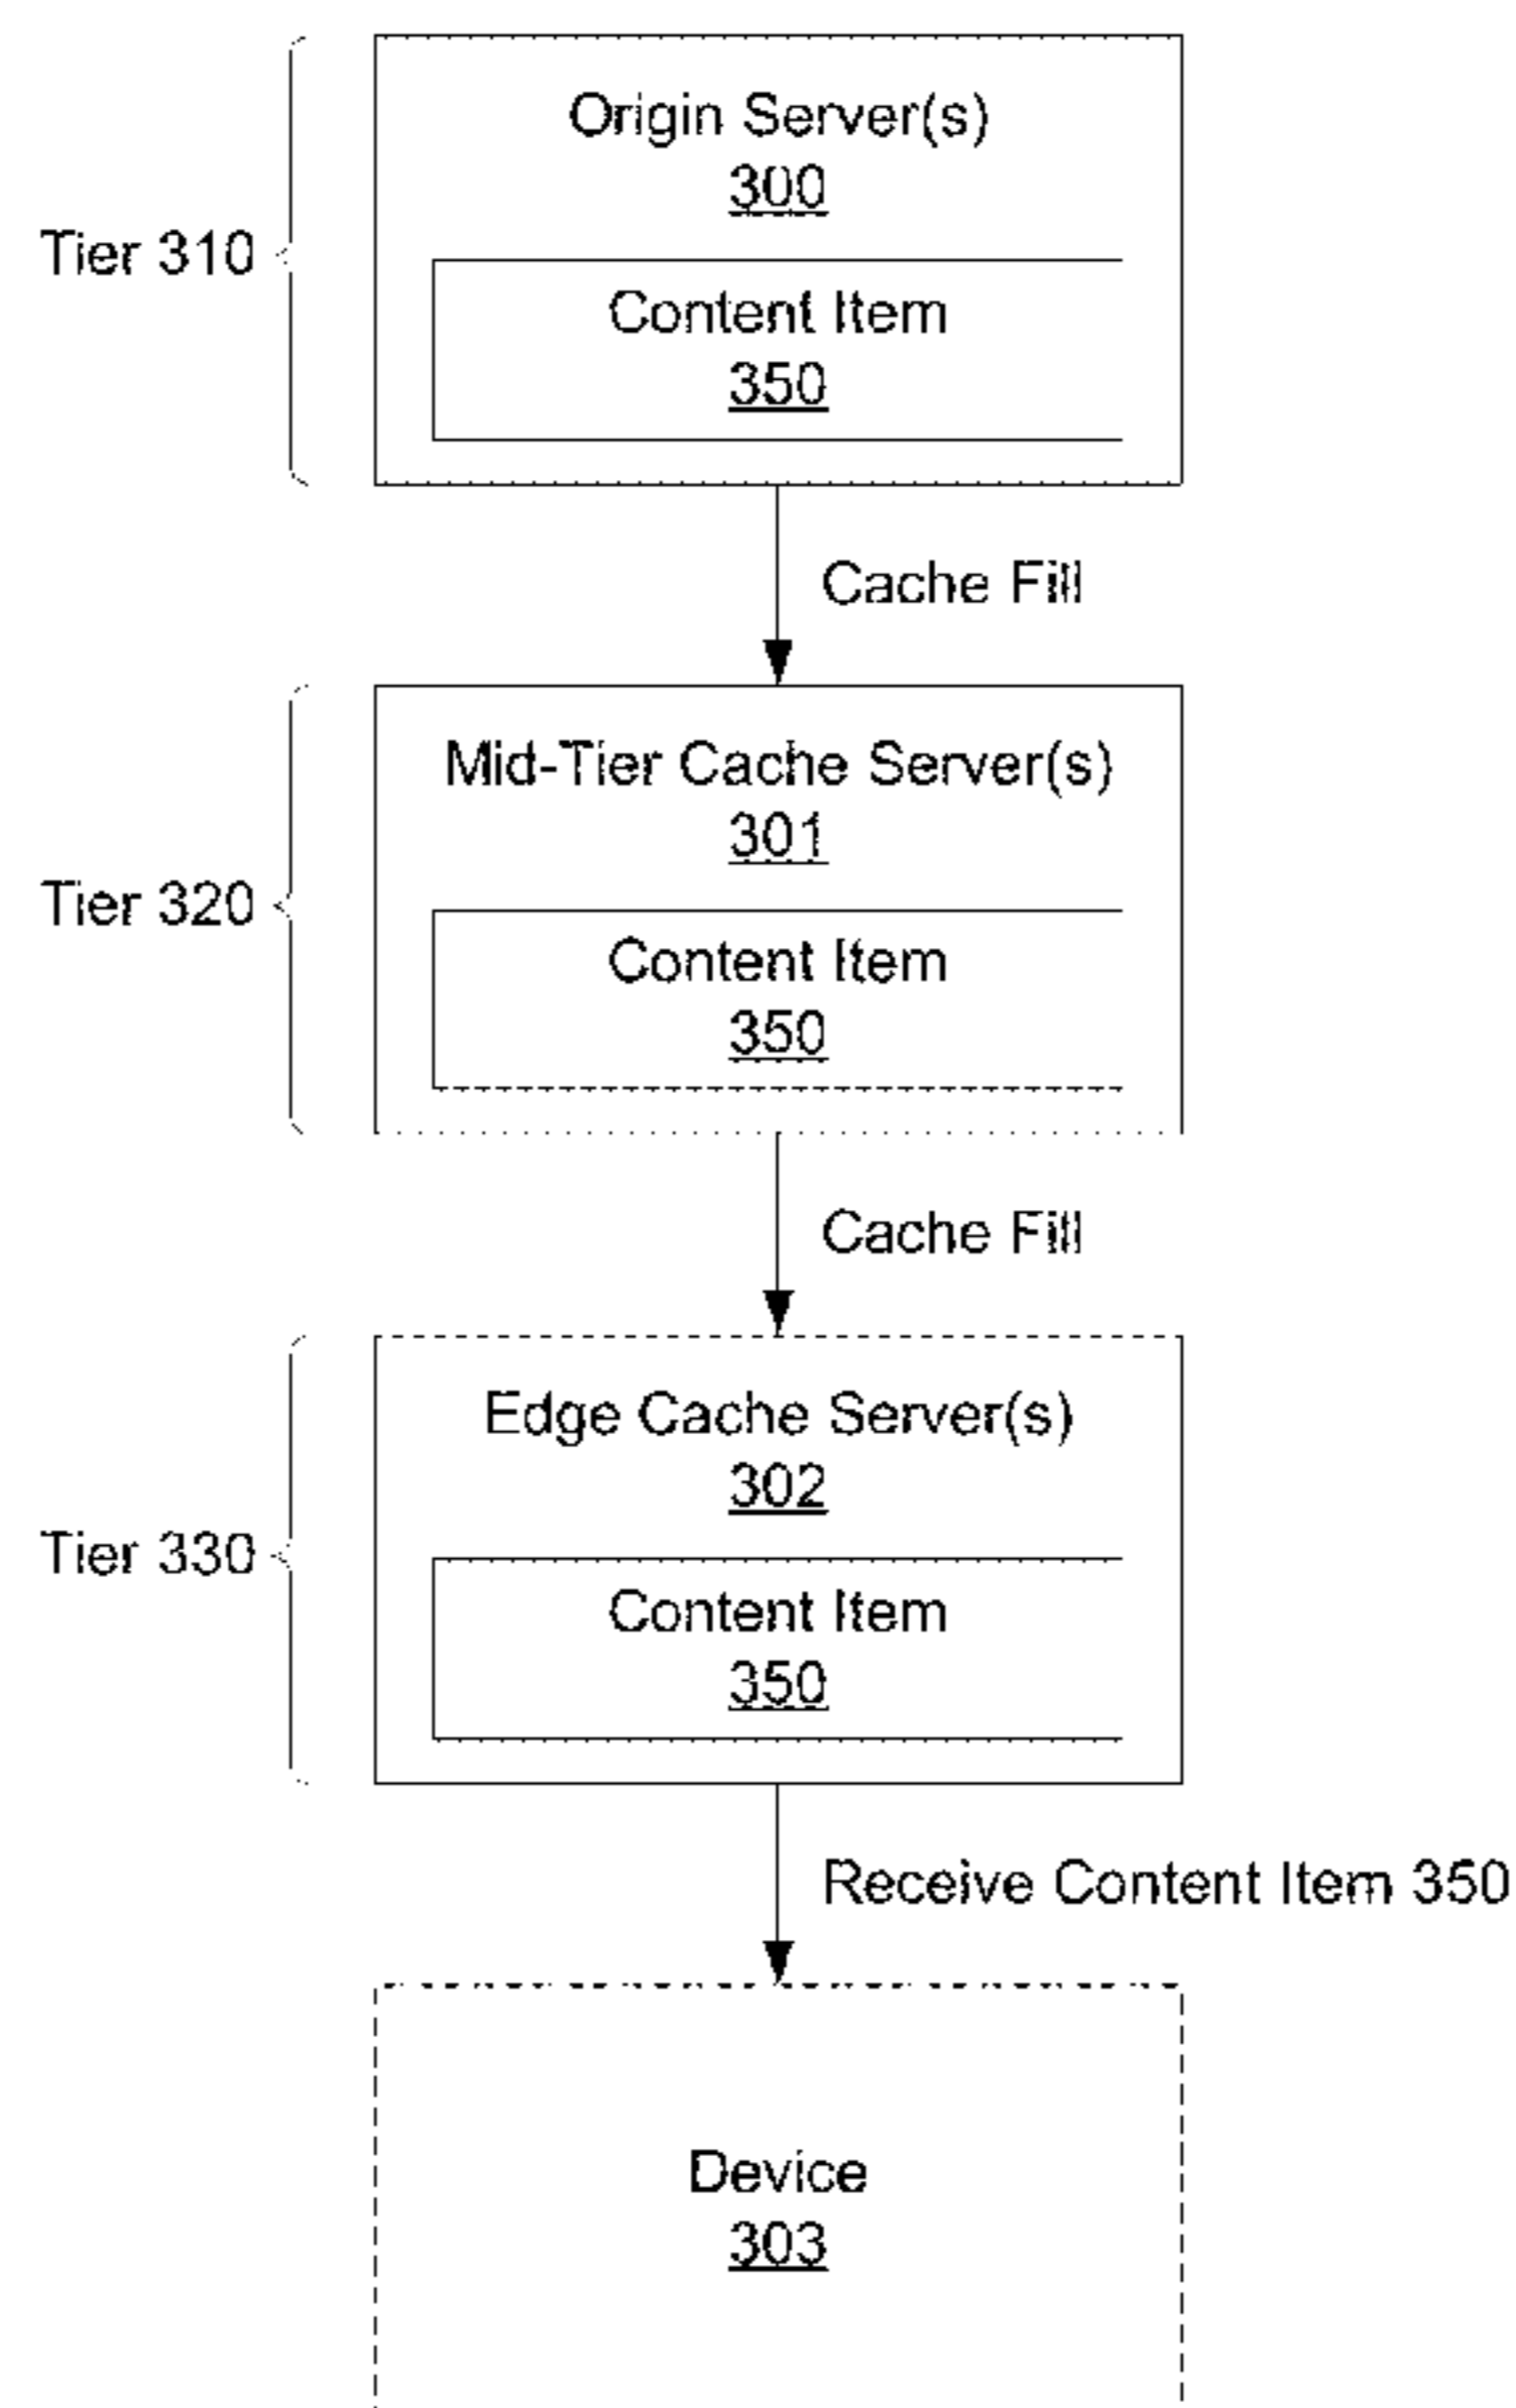 Origin Server(s)
300
Tier 310
Content Item
350
Cache Fill
Mid-Tier Cache Server(s)
301
Tier 320
Content Item
350
Cache Fill
Edge Cache Server(s)
302
Tier 330
Content Item
350
Receive Content Item 350
Device
303